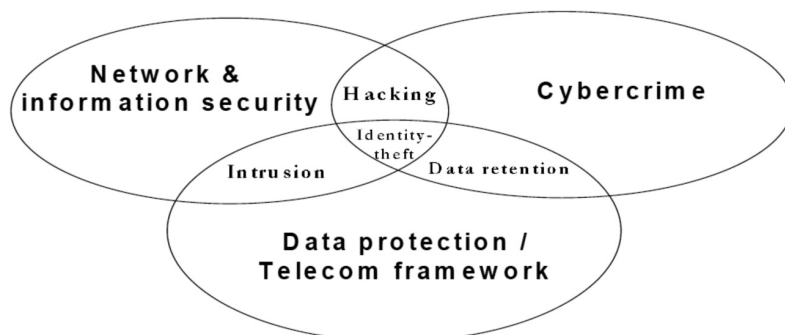 Network &
information security
Hacking
Cybercrime
Identity-
theft
Intrusion
Data retention
Data protection /
Telecom framework